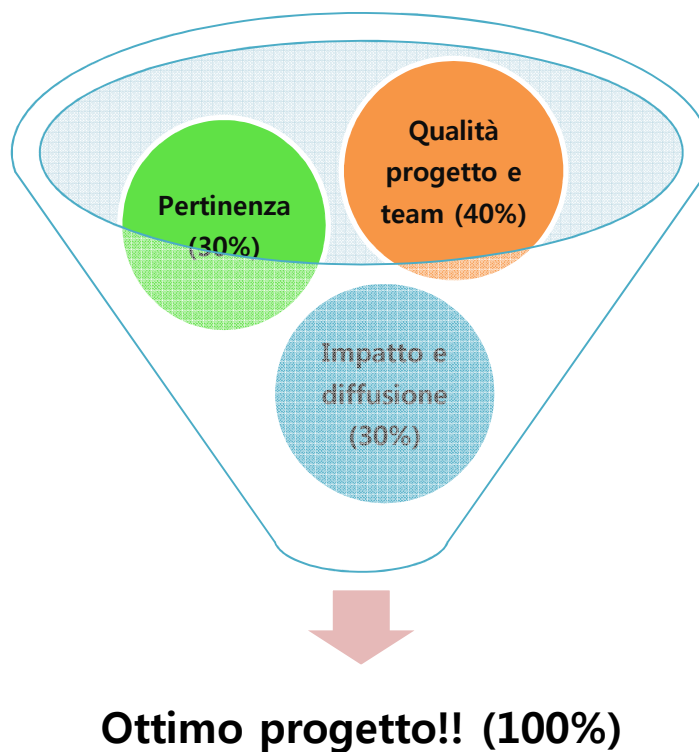 Qualità
progetto e
team (40%)
Pertinenza
(30%)
Impatto e
diffusione
(30%)
Ottimo progetto!! (100%)